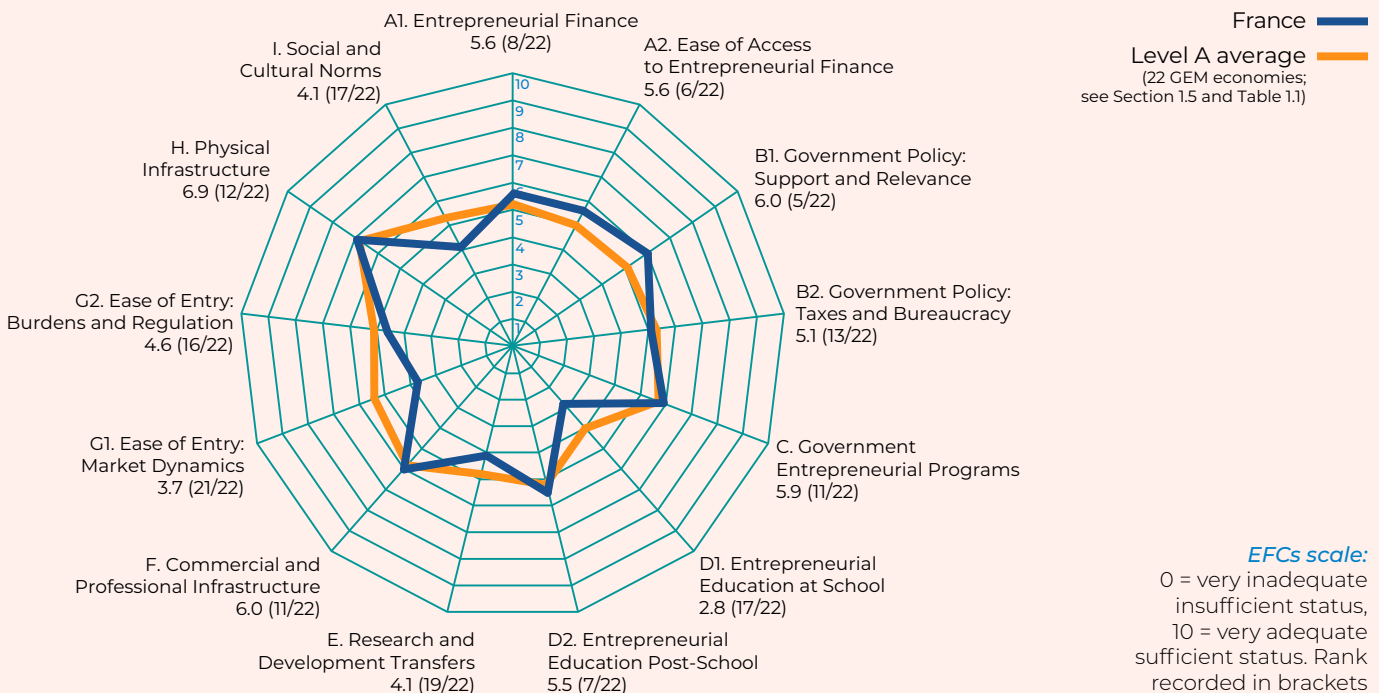 A1. Entrepreneurial Finance
5.6 (8/22)
A2. Ease of Access
to Entrepreneurial Finance
5.6 (6/22)
B1. Government Policy:
Support and Relevance
6.0 (5/22)
B2. Government Policy:
Taxes and Bureaucracy
5.1 (13/22)
C. Government
Entrepreneurial Programs
5.9 (11/22)
D1. Entrepreneurial
Education at School
2.8 (17/22)
D2. Entrepreneurial
Education Post-School
5.5 (7/22)
E. Research and
Development Transfers
4.1 (19/22)
F. Commercial and
Professional Infrastructure
6.0 (11/22)
G1. Ease of Entry:
Market Dynamics
3.7 (21/22)
G2. Ease of Entry:
Burdens and Regulation
4.6 (16/22)
H. Physical
Infrastructure
6.9 (12/22)
I. Social and
Cultural Norms
4.1 (17/22)
10
9
8
7
6
5
4
3
2
1
France
Level A average
(22 GEM economies;
see Section 1.5 and Table 1.1)
EFCs scale:
0 = very inadequate
insufficient status,
10 = very adequate
sufficient status. Rank
recorded in brackets